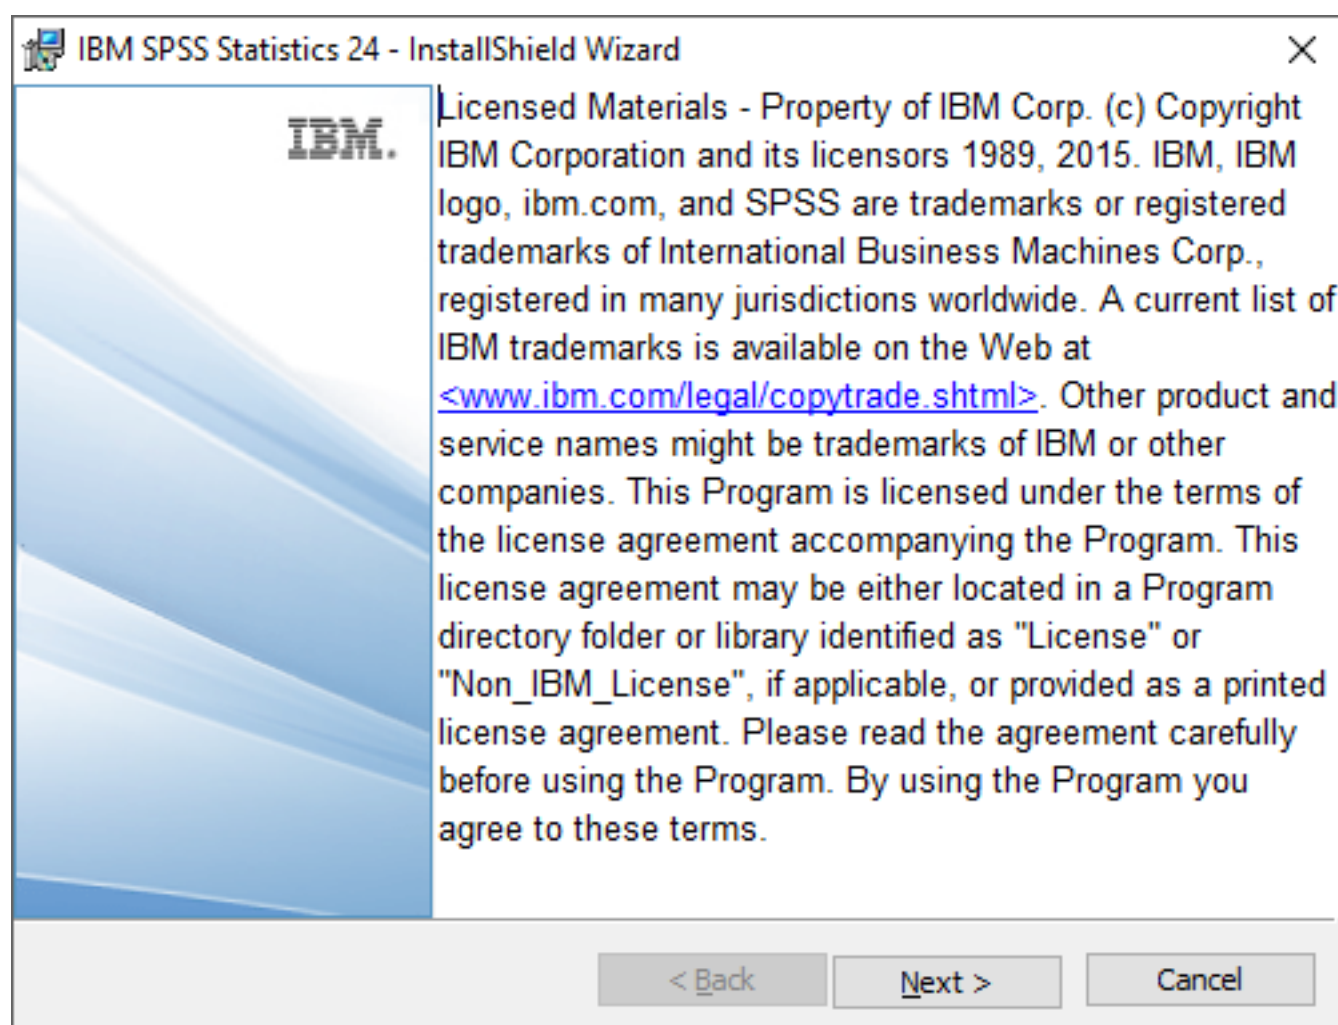 IBM SPSS Statistics 24 - InstallShield Wizard
IBM.
Licensed Materials - Property of IBM Corp. (c) Copyright
IBM Corporation and its licensors 1989, 2015. IBM, IBM
logo, ibm.com, and SPSS are trademarks or registered
trademarks of International Business Machines Corp.,
registered in many jurisdictions worldwide. A current list of
IBM trademarks is available on the Web at
<www.ibm.com/legal/copytrade.shtml>. Other product and
service names might be trademarks of IBM or other
companies. This Program is licensed under the terms of
the license agreement accompanying the Program. This
license agreement may be either located in a Program
directory folder or library identified as "License" or
"Non_IBM_License", if applicable, or provided as a printed
license agreement. Please read the agreement carefully
before using the Program. By using the Program you
agree to these terms.
< Back
Next >
Cancel